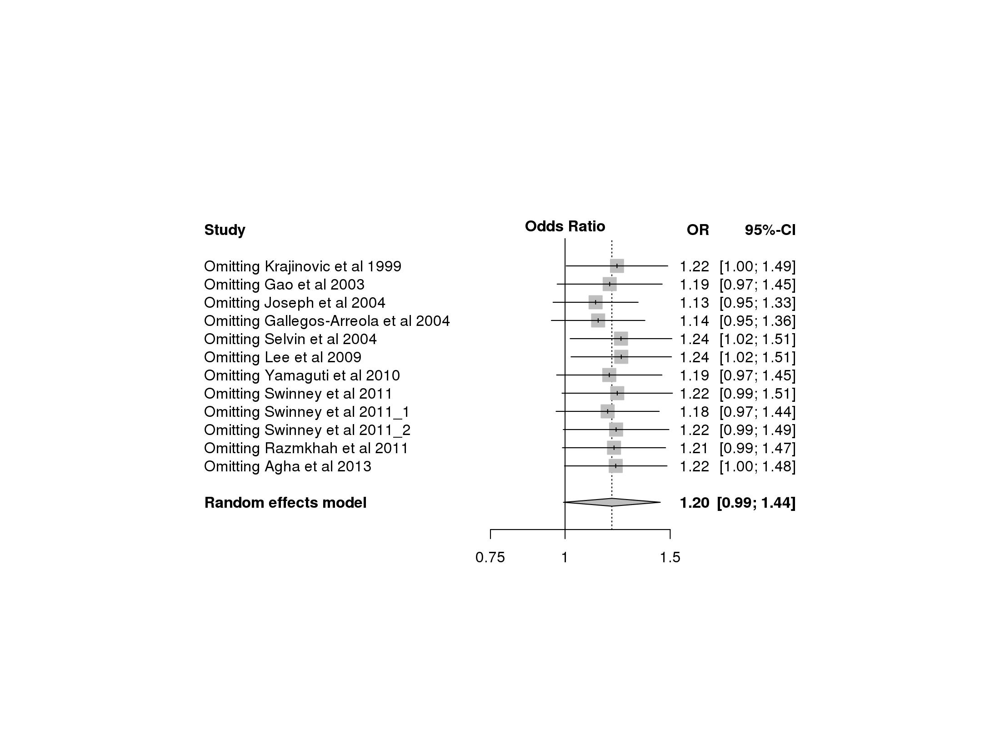 Study Odds Ratio OR 95%-CI
Omitting Krajinovic et al 1999 1.22 [1.00; 1.49]
Omitting Gao et al 2003 1.19 [0.97; 1.45]
Omitting Joseph et al 2004 1.13 [0.95; 1.33]
Omitting Gallegos-Arreola et al 2004 1.14 [0.95; 1.36]
Omitting Selvin et al 2004 1.24 [1.02; 1.51]
Omitting Lee et al 2009 1.24 [1.02; 1.51]
Omitting Yamaguti et al 2010 1.19 [0.97; 1.45]
Omitting Swinney et al 2011 1.22 [0.99; 1.51]
Omitting Swinney et al 2011_1 1.18 [0.97; 1.44]
Omitting Swinney et al 2011_2 1.22 [0.99; 1.49]
Omitting Razmkhah et al 2011 1.21 [0.99; 1.47]
Omitting Agha et al 2013 1.22 [1.00; 1.48]
Random effects model 1.20 [0.99; 1.44]
0.75 1 1.5